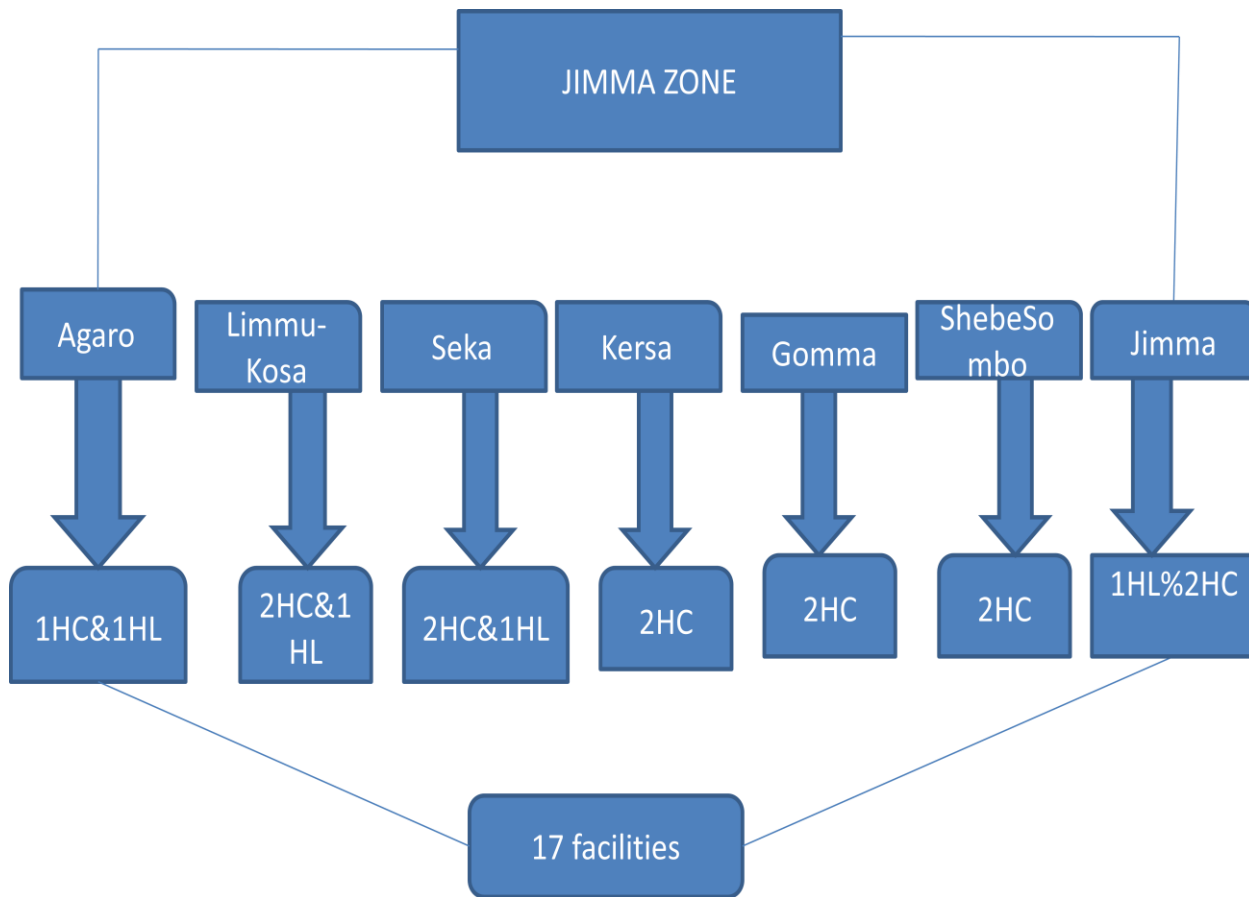 JIMMA ZONE
Agaro
Limmu-
Kosa
Seka
Kersa
Gomma
ShebeSo
mbo
Jimma
1HC&1HL
2HC&1
HL
2HC&1HL
2HC
2HC
2HC
1HL%2HC
17 facilities